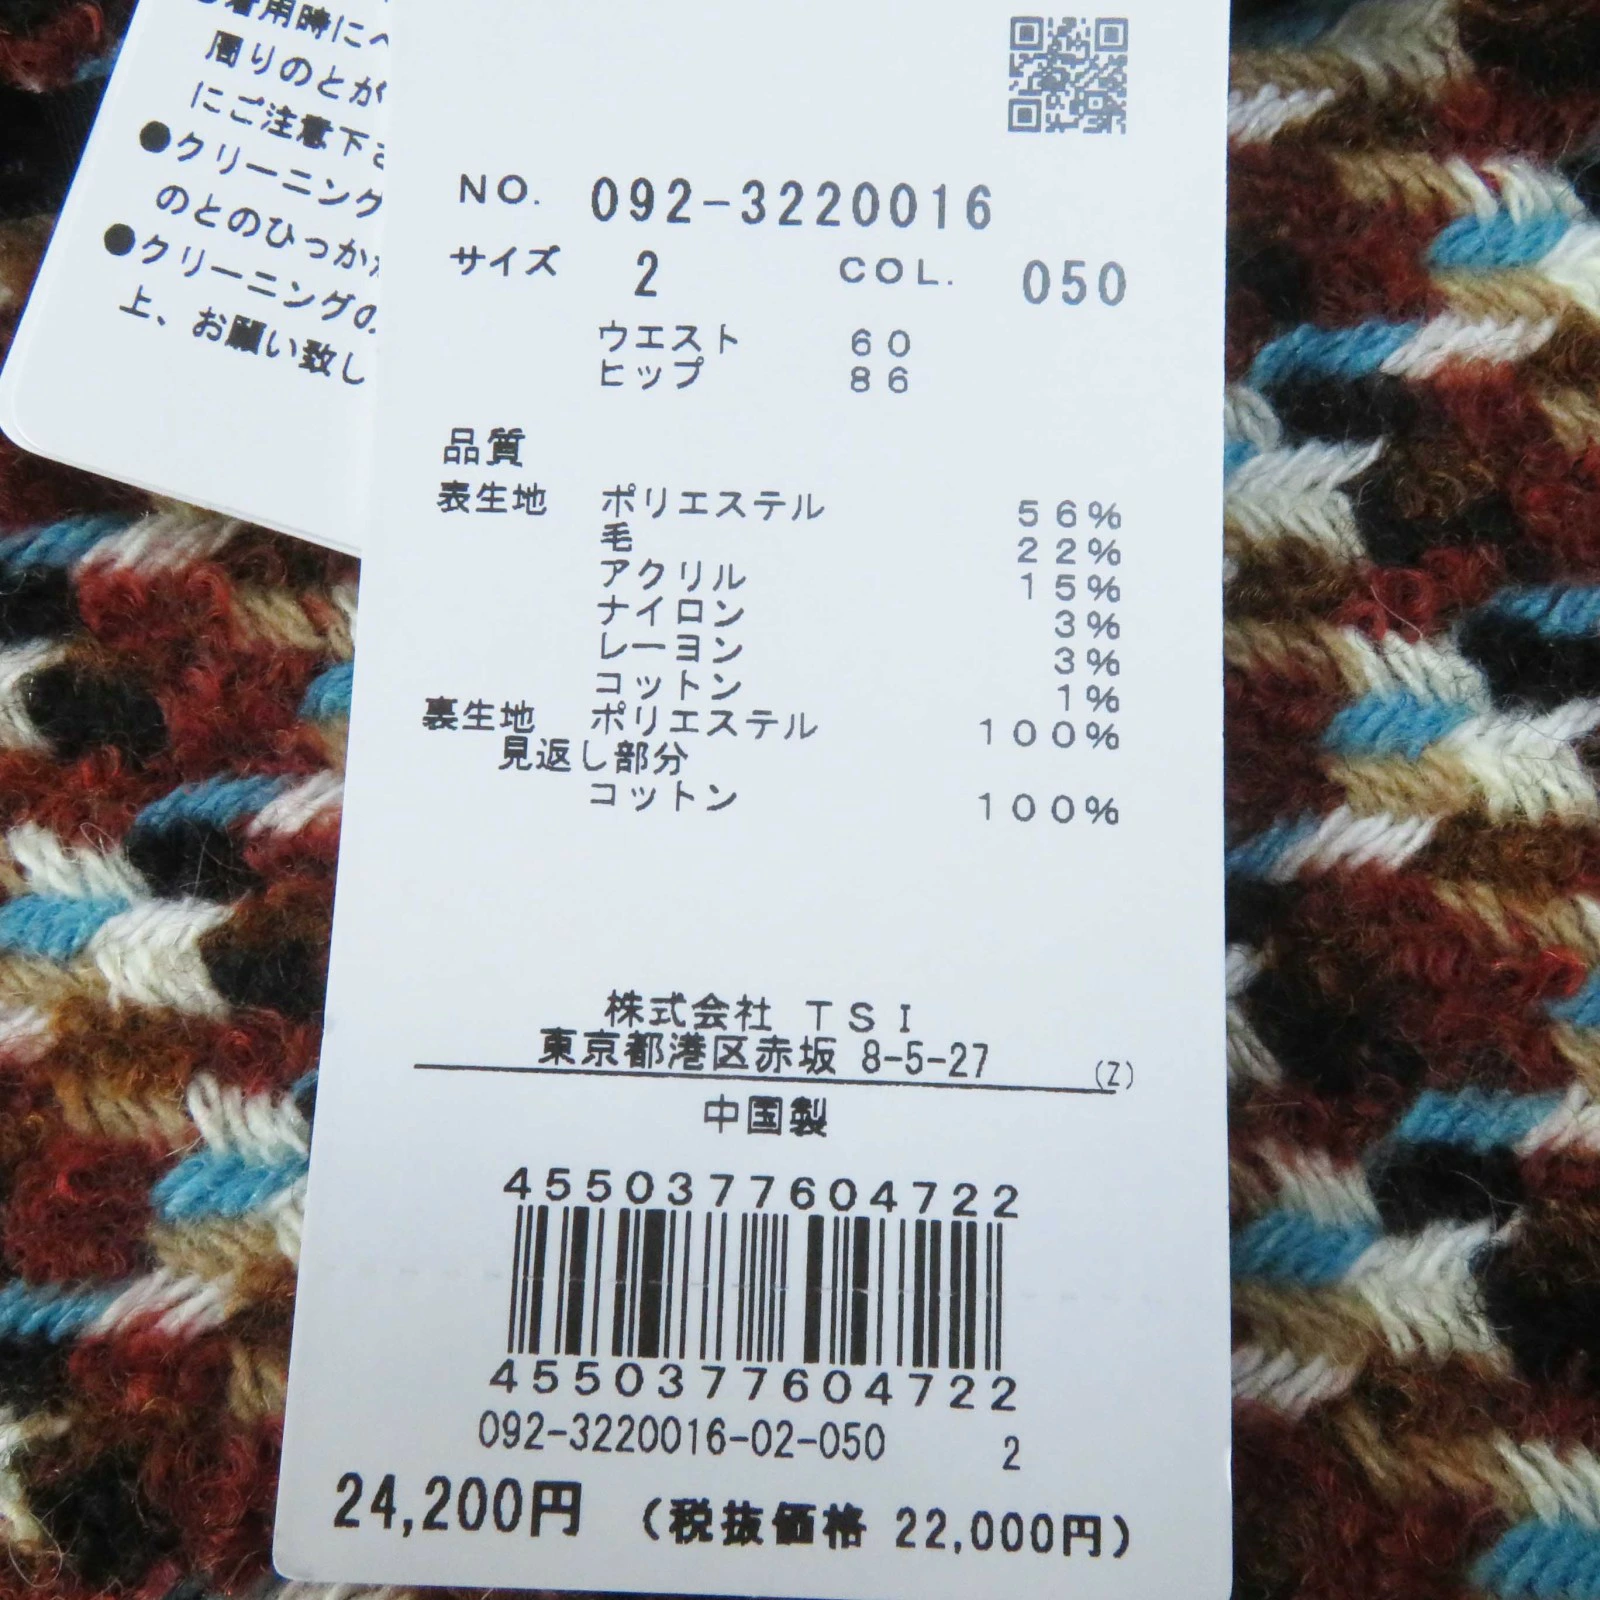 着用時にベ
周りのとが
にご注意下さ
●クリーニング
のとのひっかか
●クリーニングの
上、お願い致し
NO. 092-3220016
サイズ 2 COL. 050
ウエスト 60
ヒップ 86
品質
表生地 ポリエステル 56%
毛 22%
アクリル 15%
ナイロン 3%
レーヨン 3%
コットン 1%
裏生地 ポリエステル 100%
見返し部分
コットン 100%
株式会社 TSI
東京都港区赤坂 8-5-27
(Z)
中国製
4550377604722
4550377604722
092-3220016-02-050 2
24,200円 (税抜価格 22,000円)